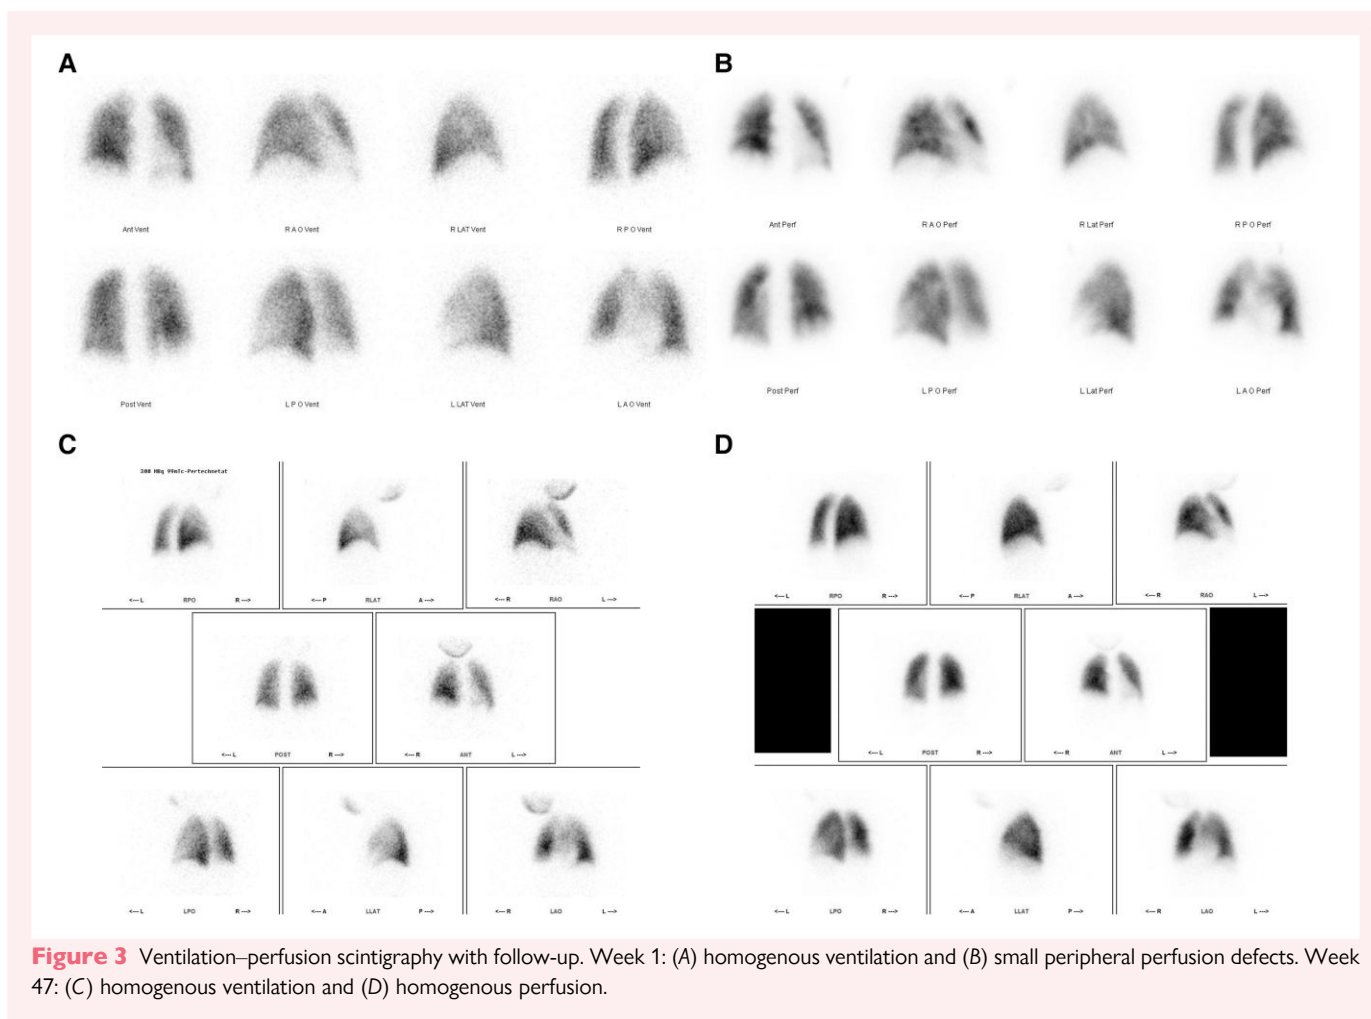 A
B
Ant Vent
R A O Vent
R LAT Vent
R P O Vent
Ant Perf
R A O Perf
R Lat Perf
R P O Perf
Post Vent
L P O Vent
L LAT Vent
L A O Vent
Post Perf
L P O Perf
L Lat Perf
L A O Perf
C
D
300 MBq 99mTc-Pertechnetat
<--- L RPO R --->
<--- P RLAT A --->
<--- R RAO L --->
<--- L RPO R --->
<--- P RLAT A --->
<--- R RAO L --->
<--- L POST R --->
<--- R ANT L --->
<--- L POST R --->
<--- R ANT L --->
<--- L LPO R --->
<--- A LLAT P --->
<--- R LAO L --->
<--- L LPO R --->
<--- A LLAT P --->
<--- R LAO L --->
Figure 3 Ventilation–perfusion scintigraphy with follow-up. Week 1: (A) homogenous ventilation and (B) small peripheral perfusion defects. Week
47: (C) homogenous ventilation and (D) homogenous perfusion.